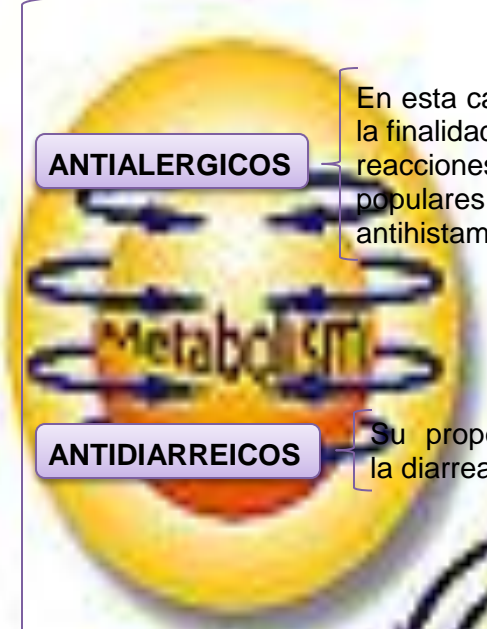 En esta ca
la finalidad
ANTIALERGICOS
reacciones
populares
antihistam
Metabolism
ANTIDIARREICOS
Su prop
la diarrea